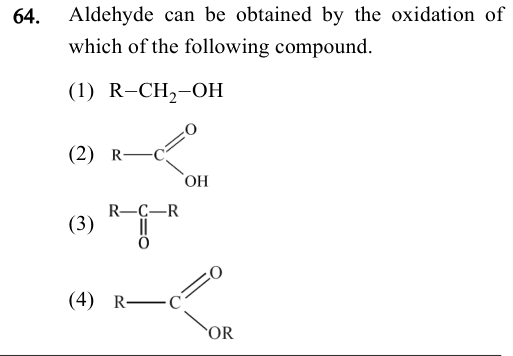 64. Aldehyde can be obtained by the oxidation of
which of the following compound.
(1) R–CH₂–OH
(2) R—C
O
OH
(3) R—C—R
O
(4) R—C
O
OR